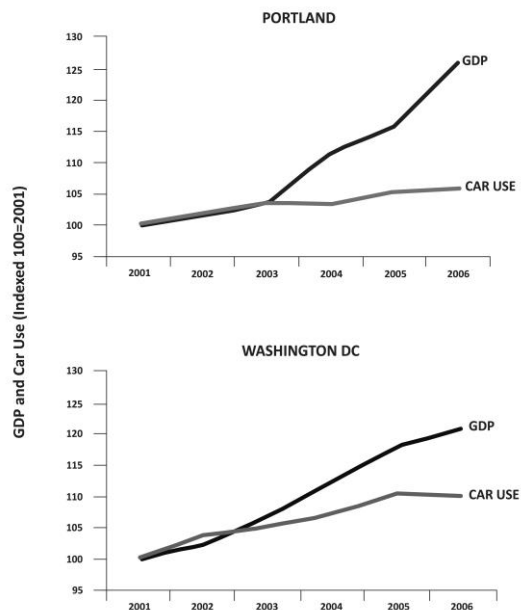 PORTLAND
130
125
120
115
110
105
100
95
GDP
CAR USE
2001 2002 2003 2004 2005 2006
GDP and Car Use (Indexed 100=2001)
WASHINGTON DC
130
125
120
115
110
105
100
95
GDP
CAR USE
2001 2002 2003 2004 2005 2006